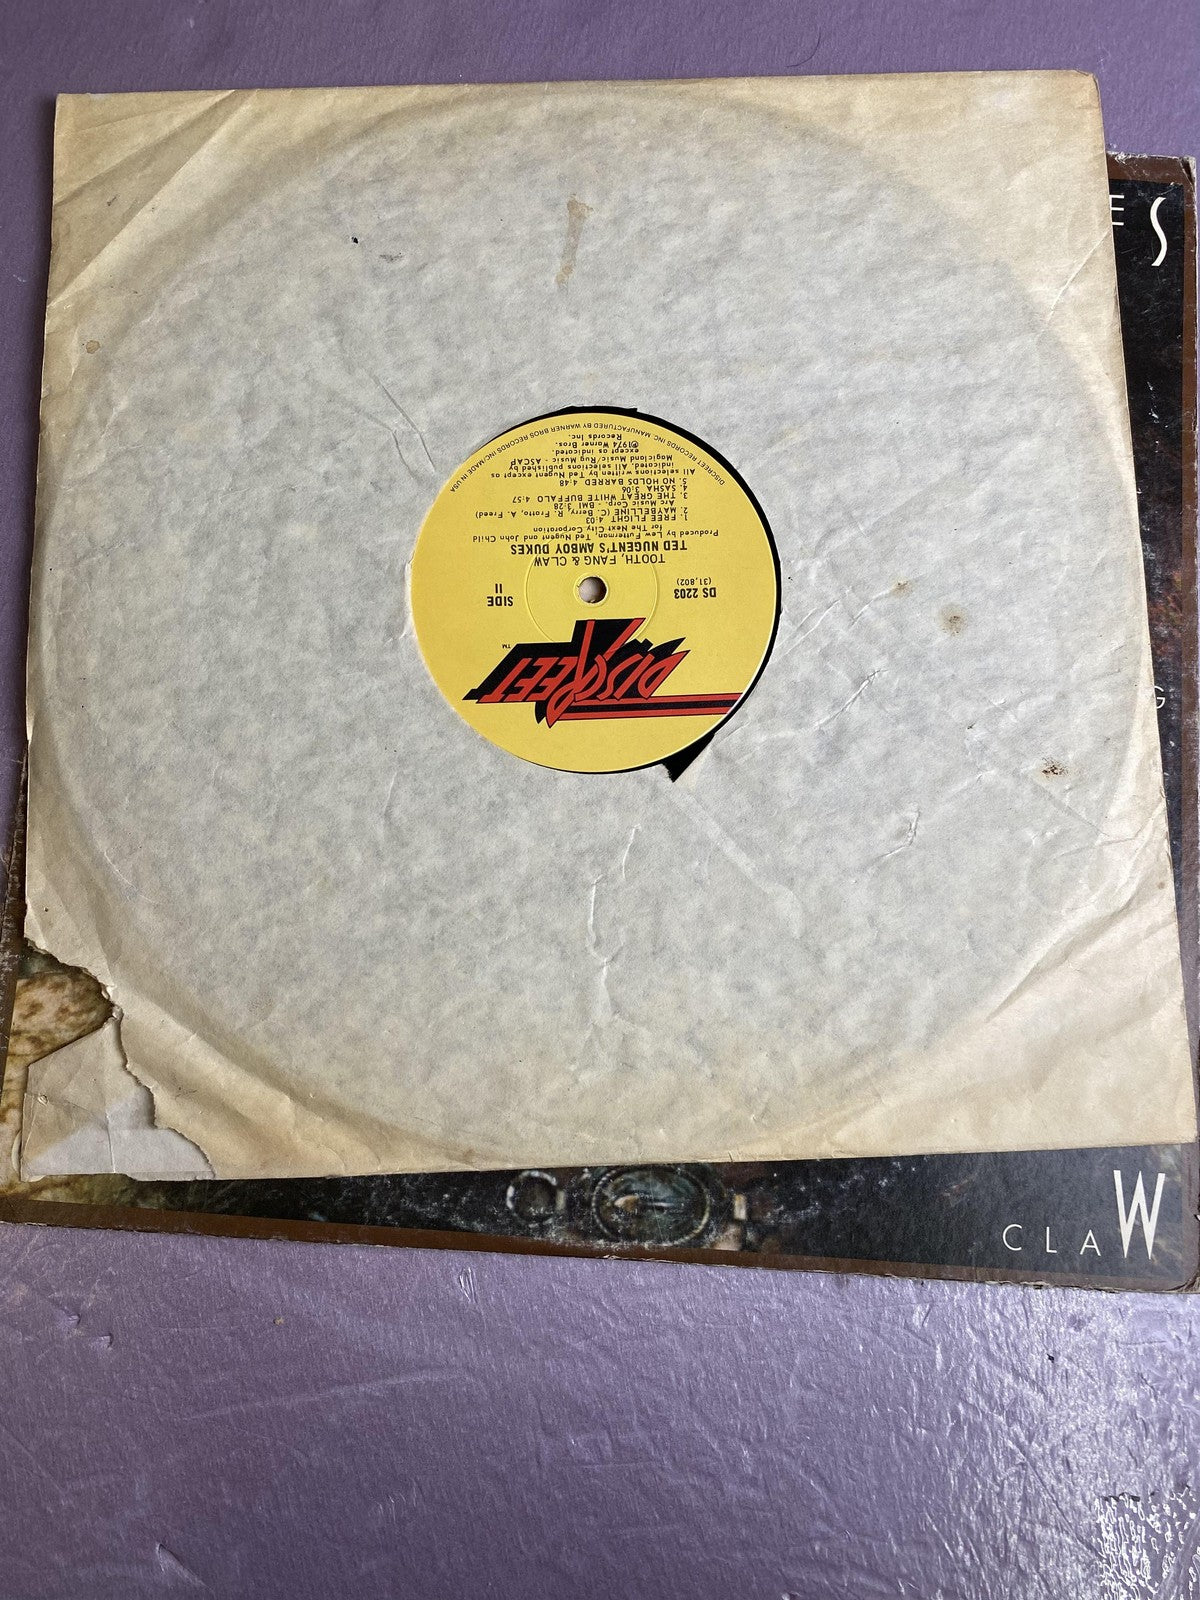 DISCREET
TM
DS 2203
(31,802)
SIDE
II
TOOTH, FANG & CLAW
TED NUGENT'S AMBOY DUKES
Produced by Lew Futterman, Ted Nugent and John Child
for The Next City Corporation
1. FREE FLIGHT 4:03
2. MAYBELLINE (C. Berry, R. Fratto, A. Freed)
Arc Music Corp. - BMI 3:28
3. THE GREAT WHITE BUFFALO 4:57
4. SASHA 3:06
5. NO HOLDS BARRED 4:48
All selections written by Ted Nugent except as
indicated. All selections published by
Magicland Music/Rug Music - ASCAP
except as indicated.
℗1974 Warner Bros.
Records Inc.
DISCREET RECORDS INC. MANUFACTURED BY WARNER BROS RECORDS INC. MADE IN USA
ES
G
CLAW